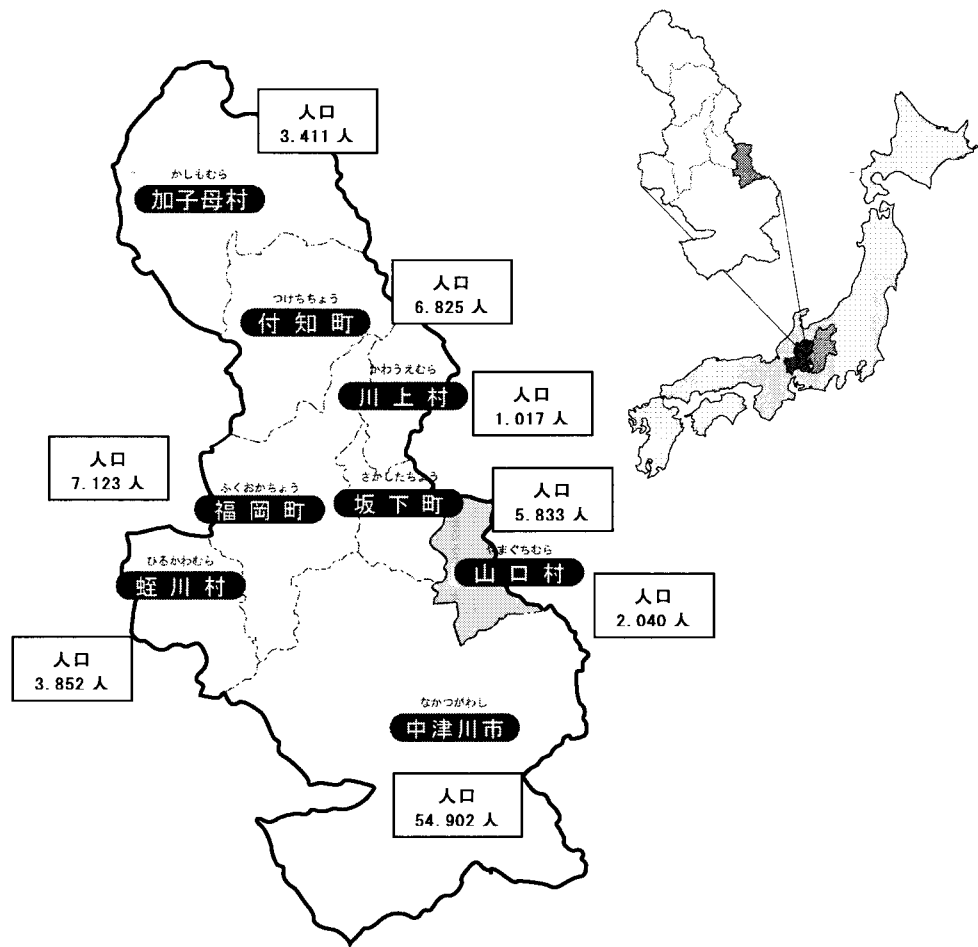 人口
3.411 人
かしもむら
加子母村
人口
6.825 人
つけちちょう
付知町
かわうえむら
川上村
人口
1.017 人
人口
7.123 人
ふくおかちょう
福岡町
さかしたちょう
坂下町
人口
5.833 人
ひるかわむら
蛭川村
やまぐちむら
山口村
人口
2.040 人
人口
3.852 人
なかつがわし
中津川市
人口
54.902 人